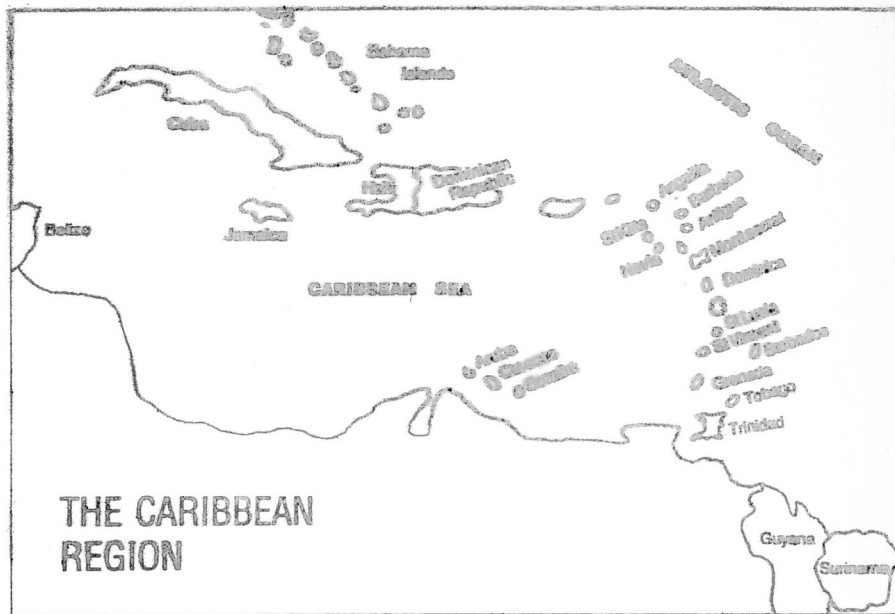 Bahama
Islands
ATLANTIC OCEAN
Cuba
Haiti
Dominican
Republic
Jamaica
Belize
Anguilla
Barbuda
Antigua
St Kitts
Nevis
Montserrat
Dominica
CARIBBEAN SEA
St Lucia
St Vincent
Barbados
Aruba
Curacao
Bonaire
Grenada
Tobago
Trinidad
THE CARIBBEAN
REGION
Guyana
Suriname